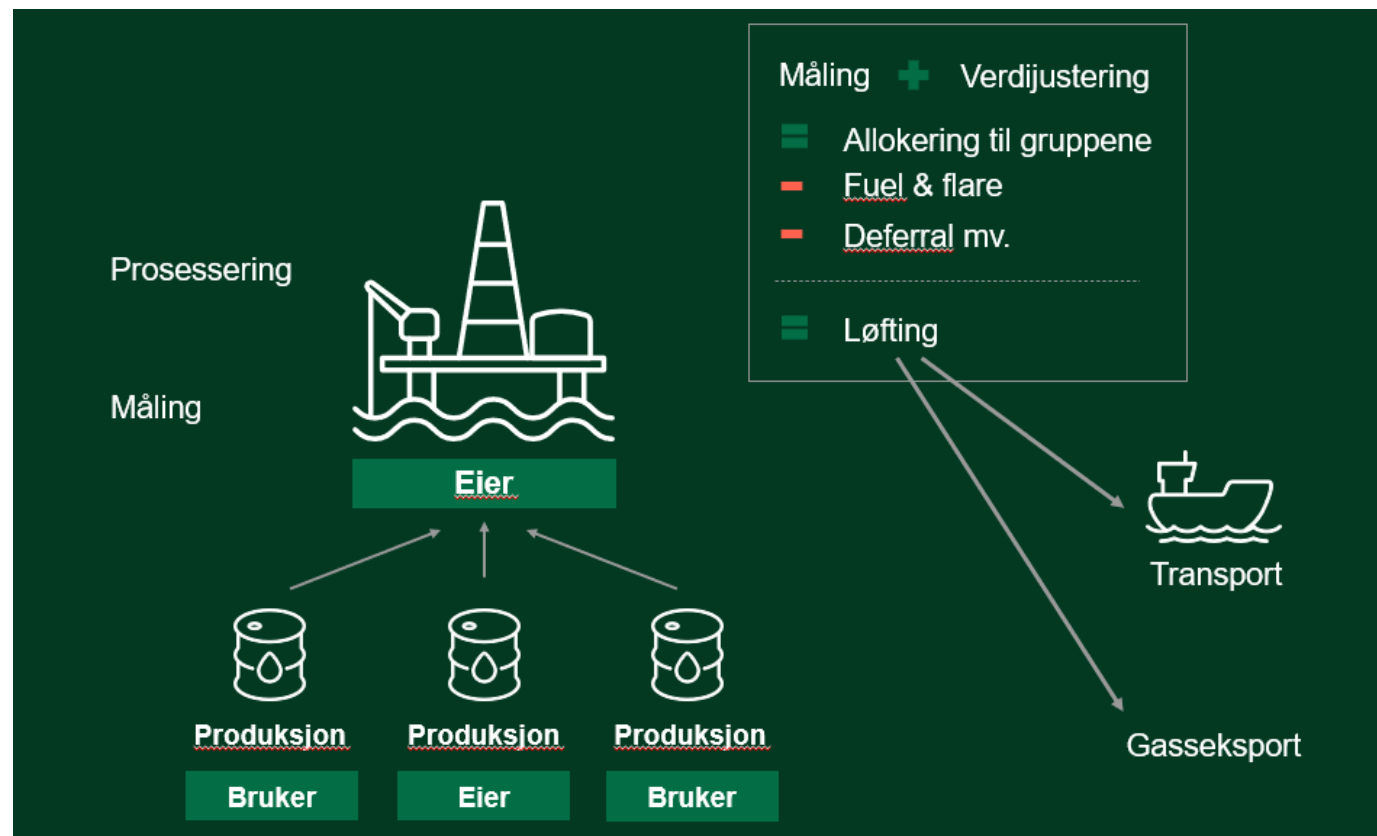 Måling + Verdijustering
= Allokering til gruppene
- Fuel & flare
- Deferral mv.
= Løfting
Prosessering
Måling
Eier
Transport
Produksjon Produksjon Produksjon
Gasseksport
Bruker Eier Bruker